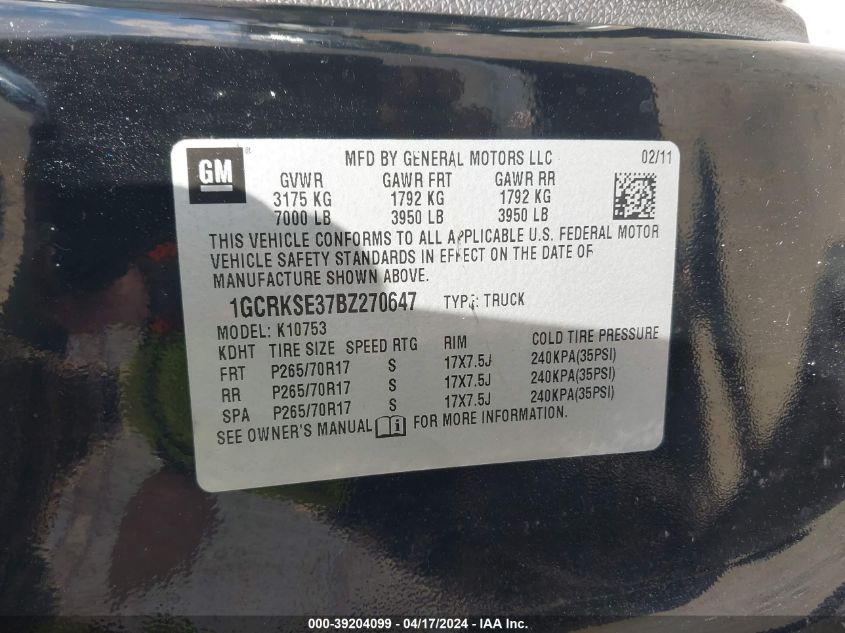 GM
MFD BY GENERAL MOTORS LLC 02/11
GVWR GAWR FRT GAWR RR
3175 KG 1792 KG 1792 KG
7000 LB 3950 LB 3950 LB
THIS VEHICLE CONFORMS TO ALL APPLICABLE U.S. FEDERAL MOTOR
VEHICLE SAFETY STANDARDS IN EFFECT ON THE DATE OF
MANUFACTURE SHOWN ABOVE.
1GCRKSE37BZ270647 TYPE: TRUCK
MODEL: K10753
KDHT TIRE SIZE SPEED RTG RIM COLD TIRE PRESSURE
FRT P265/70R17 S 17X7.5J 240KPA(35PSI)
RR P265/70R17 S 17X7.5J 240KPA(35PSI)
SPA P265/70R17 S 17X7.5J 240KPA(35PSI)
SEE OWNER'S MANUAL FOR MORE INFORMATION.
000-39204099 - 04/17/2024 - IAA Inc.